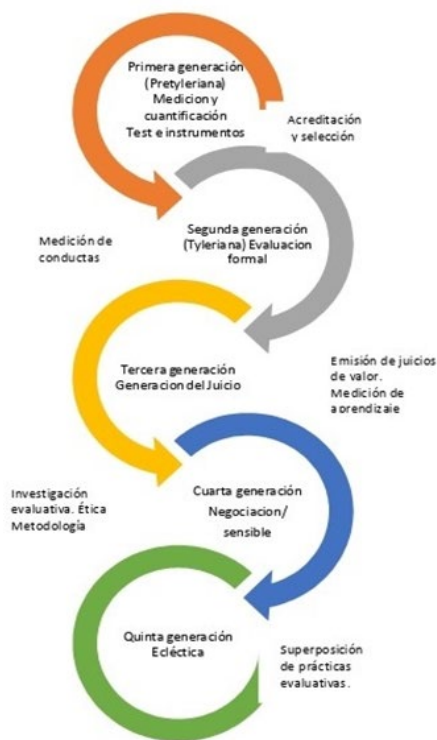 Primera generación
(Pretyleriana)
Medicion y
cuantificación
Test e instrumentos
Acreditación
y selección
Segunda generación
(Tyleriana) Evaluacion
formal
Medición de
conductas
Tercera generación
Generacion del Juicio
Emisión de juicios
de valor.
Medición de
aprendizaje
Cuarta generación
Negociacion/
sensible
Investigación
evaluativa. Ética
Metodología
Quinta generación
Ecléctica
Superposición
de prácticas
evaluativas.